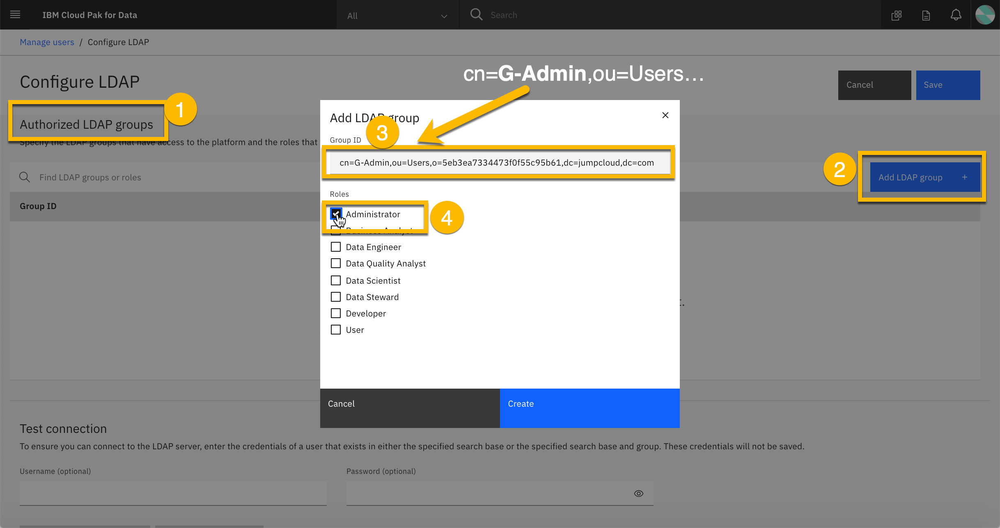 IBM Cloud Pak for Data
All
Search
Manage users / Configure LDAP
Configure LDAP
cn=G-Admin,ou=Users...
Cancel
Save
1
Authorized LDAP groups
Specify the LDAP groups that have access to the platform and the roles that
Add LDAP group
3
Group ID
cn=G-Admin,ou=Users,o=5eb3ea7334473f0f55c95b61,dc=jumpcloud,dc=com
2
Find LDAP groups or roles
Add LDAP group +
Group ID
Roles
Administrator
4
Business Analyst
Data Engineer
Data Quality Analyst
Data Scientist
Data Steward
Developer
User
Cancel
Create
Test connection
To ensure you can connect to the LDAP server, enter the credentials of a user that exists in either the specified search base or the specified search base and group. These credentials will not be saved.
Username (optional)
Password (optional)